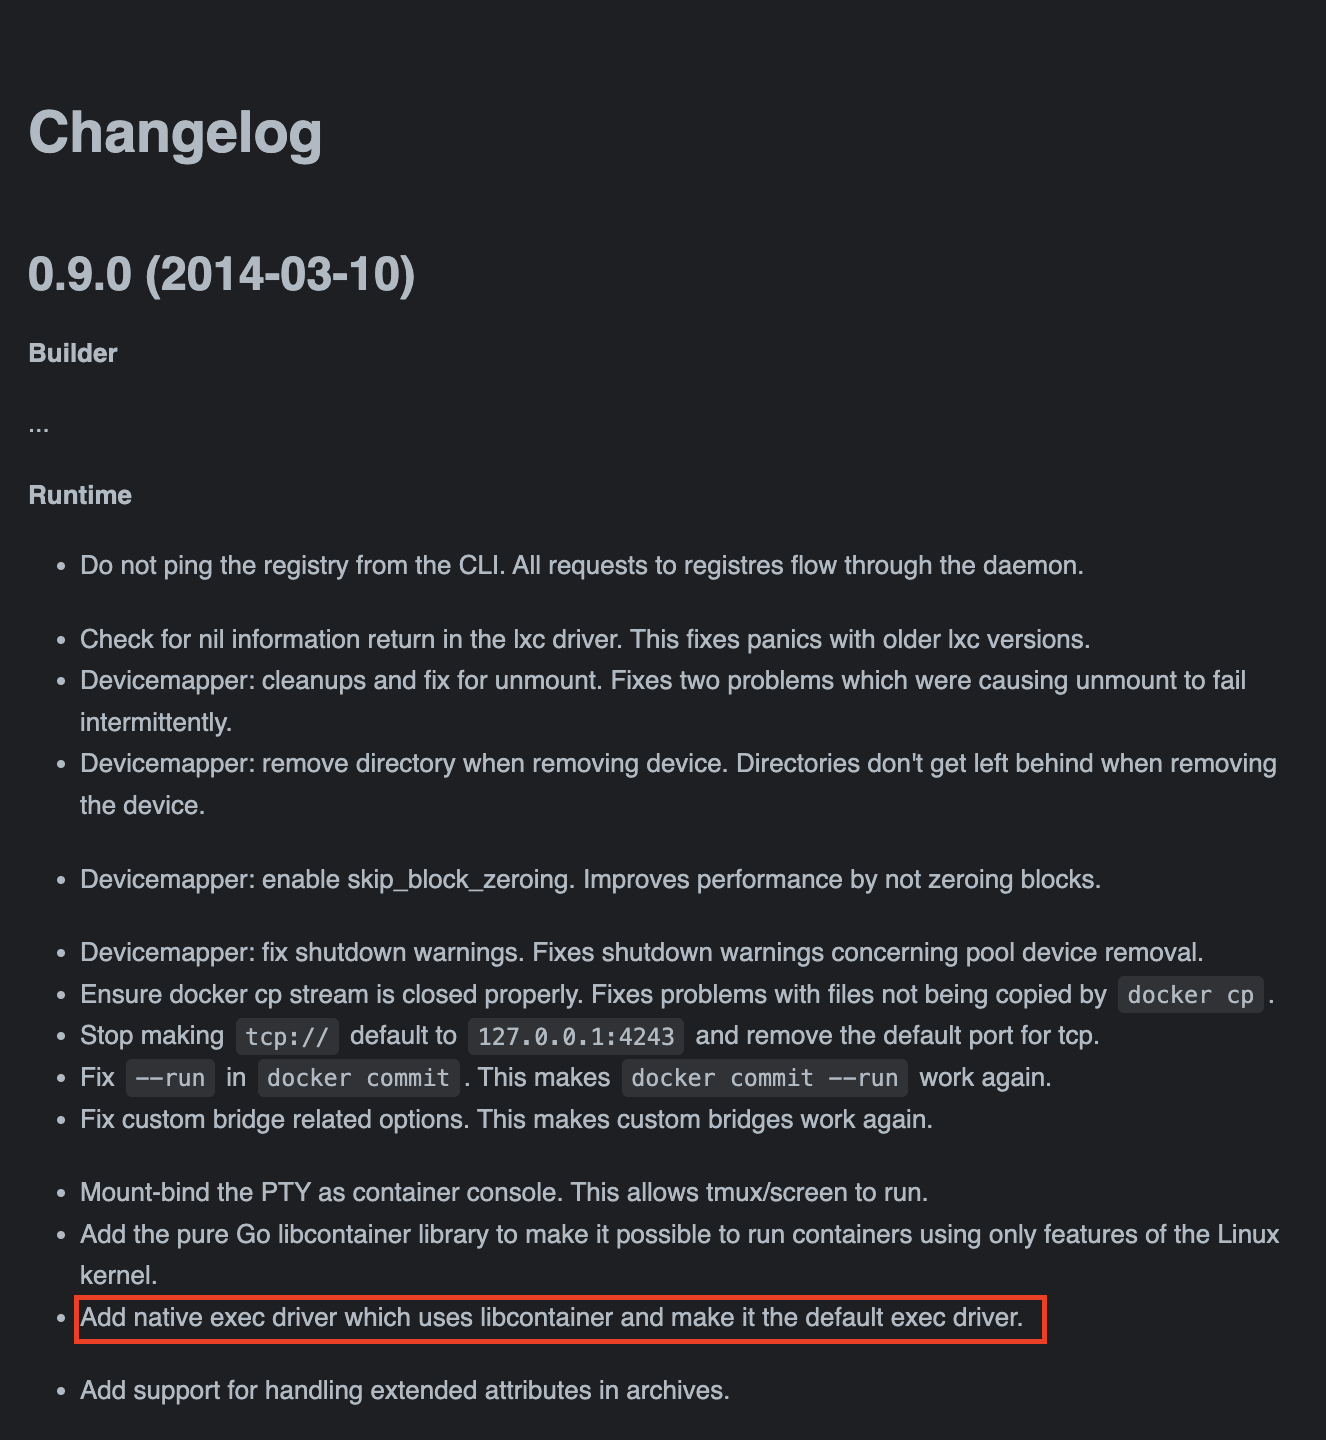 Changelog
0.9.0 (2014-03-10)
Builder
...
Runtime
• Do not ping the registry from the CLI. All requests to registres flow through the daemon.
• Check for nil information return in the lxc driver. This fixes panics with older lxc versions.
• Devicemapper: cleanups and fix for unmount. Fixes two problems which were causing unmount to fail
intermittently.
• Devicemapper: remove directory when removing device. Directories don't get left behind when removing
the device.
• Devicemapper: enable skip_block_zeroing. Improves performance by not zeroing blocks.
• Devicemapper: fix shutdown warnings. Fixes shutdown warnings concerning pool device removal.
• Ensure docker cp stream is closed properly. Fixes problems with files not being copied by docker cp .
• Stop making tcp:// default to 127.0.0.1:4243 and remove the default port for tcp.
• Fix --run in docker commit . This makes docker commit --run work again.
• Fix custom bridge related options. This makes custom bridges work again.
• Mount-bind the PTY as container console. This allows tmux/screen to run.
• Add the pure Go libcontainer library to make it possible to run containers using only features of the Linux
kernel.
• Add native exec driver which uses libcontainer and make it the default exec driver.
• Add support for handling extended attributes in archives.